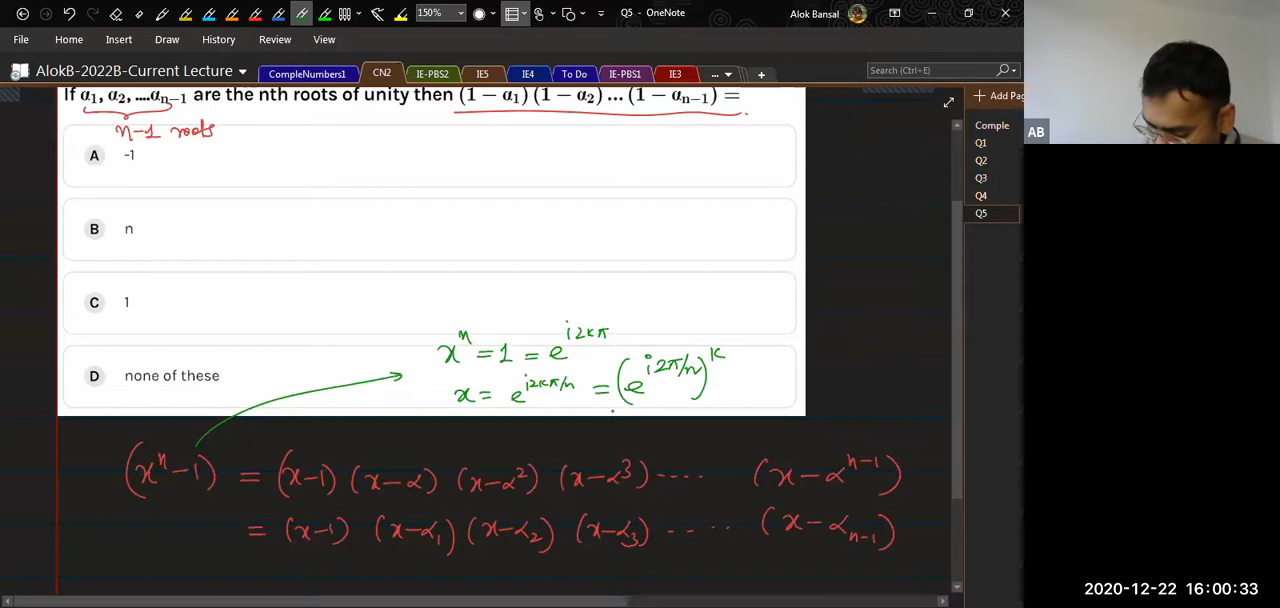 150%
Q5 - OneNote
Alok Bansal
File Home Insert Draw History Review View
AlokB-2022B-Current Lecture CompleNumbers1 CN2 IE-PBS2 IE5 IE4 To Do IE-PBS1 IE3 ... + Search (Ctrl+E)
If α₁, α₂, ....αₙ₋₁ are the nth roots of unity then (1 − α₁) (1 − α₂) ... (1 − αₙ₋₁) =
n-1 roots
A -1
B n
C 1
D none of these
xⁿ = 1 = e^{i2kπ}
x = e^{i2kπ/n} = (e^{i2π/n})^k
(xⁿ-1) = (x-1) (x-α) (x-α²) (x-α³) .... (x-α^{n-1})
= (x-1) (x-α₁) (x-α₂) (x-α₃) ..... (x-α_{n-1})
+ Add Pag
Comple
Q1
Q2
Q3
Q4
Q5
AB
2020-12-22 16:00:33